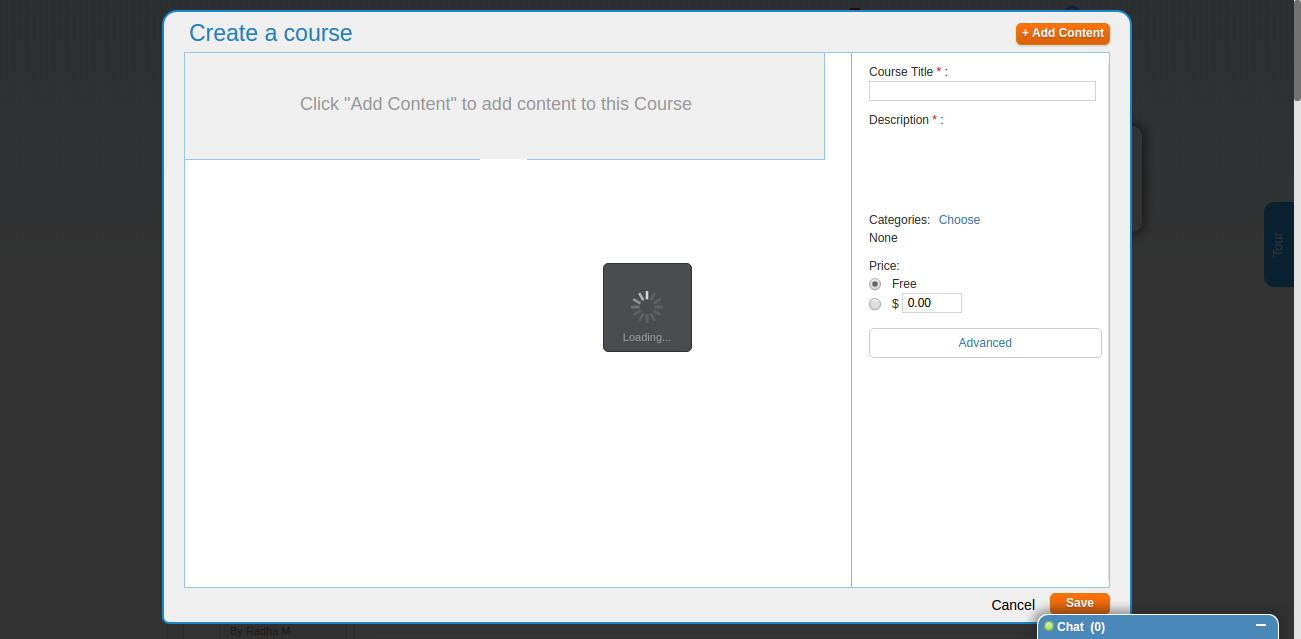 Create a course
+ Add Content
Click "Add Content" to add content to this Course
Course Title * :
Description * :
Categories: Choose
None
Price:
Free
$ 0.00
Advanced
Loading...
Tour
Cancel
Save
Chat (0)
By Radha M